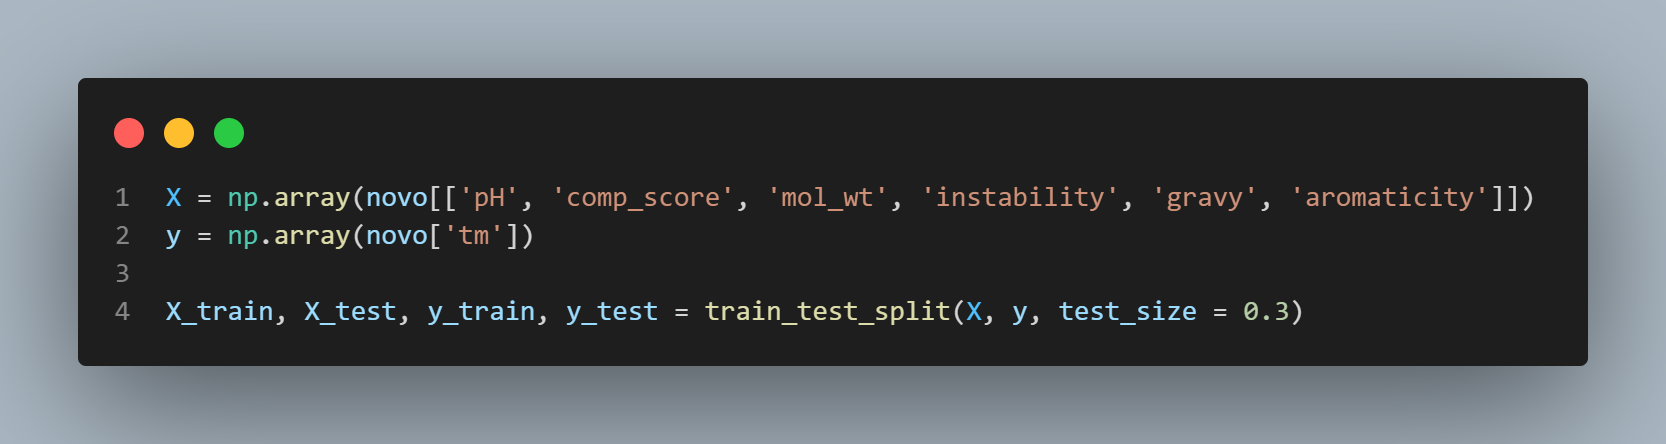 1 X = np.array(novo[['pH', 'comp_score', 'mol_wt', 'instability', 'gravy', 'aromaticity']])
2 y = np.array(novo['tm'])
3
4 X_train, X_test, y_train, y_test = train_test_split(X, y, test_size = 0.3)